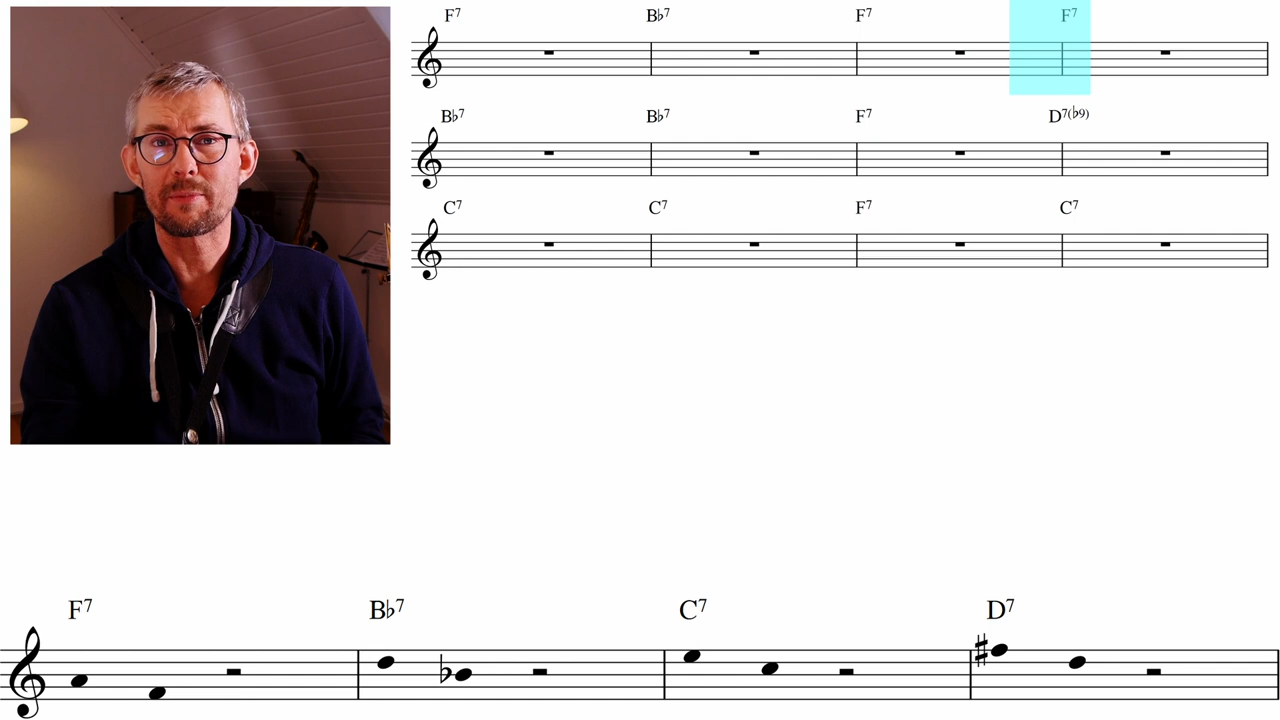 F7 B♭7 F7 F7
B♭7 B♭7 F7 D7(♭9)
C7 C7 F7 C7
F7 B♭7 C7 D7